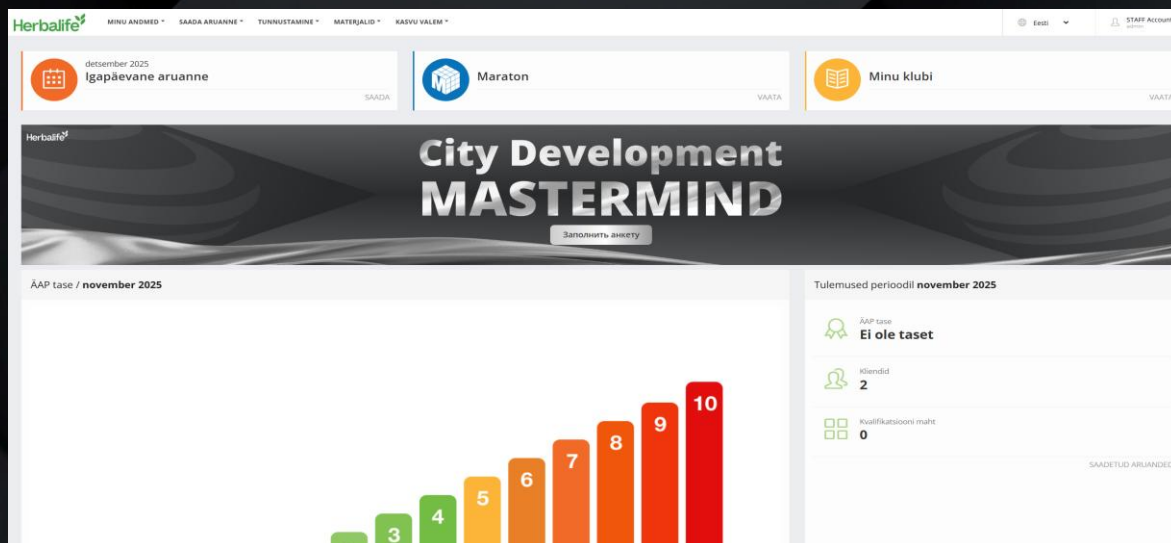 Herbalife
MINU ANDMED
SAADA ARUANNE
TUNNUSTAMINE
MATERJALID
KASVU VALEM
Eesti
STAFF Accoun
admin
detsember 2025
Igapäevane aruanne
SAADA
Maraton
VAATA
Minu klubi
VAATA
Herbalife
City Development
MASTERMIND
Заполнить анкету
ÄAP tase / november 2025
3
4
5
6
7
8
9
10
Tulemused perioodil november 2025
ÄAP tase
Ei ole taset
Kliendid
2
Kvalifikatsiooni maht
0
SAADETUD ARUANDED